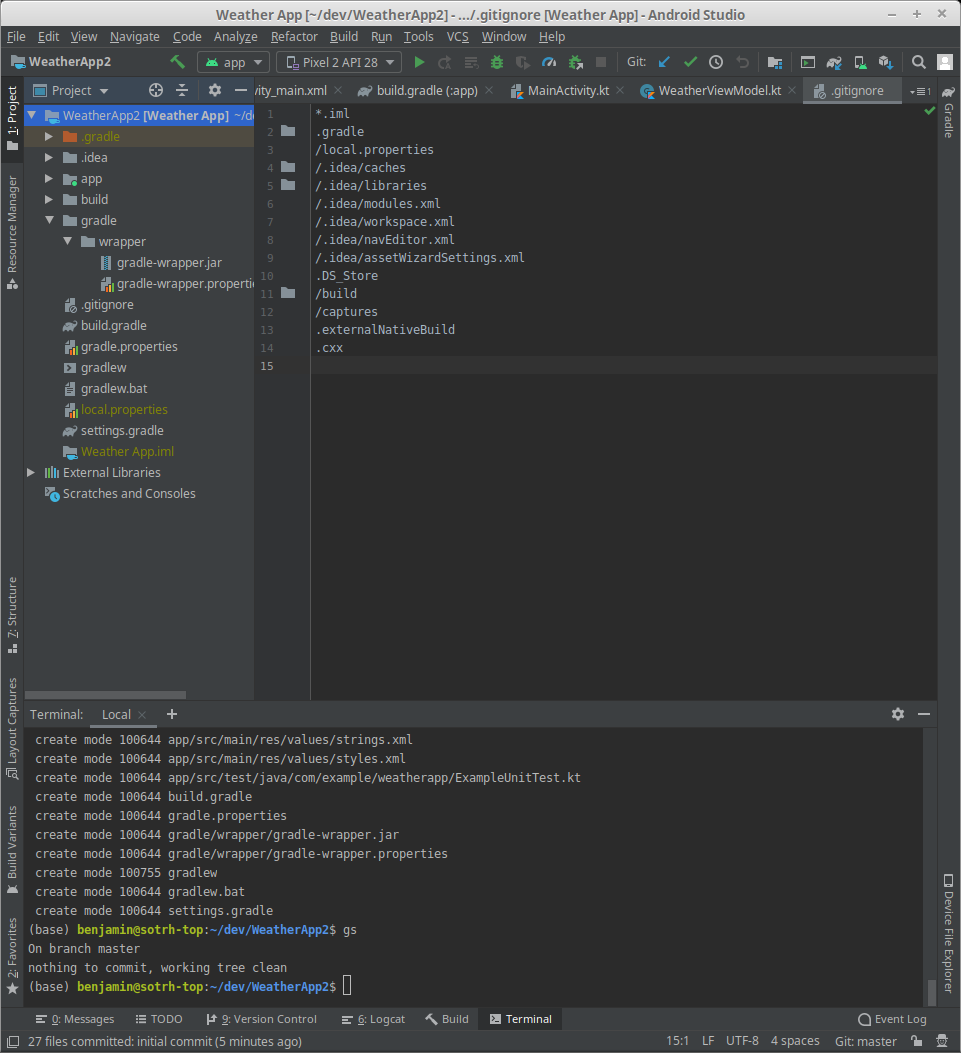 Weather App [~/dev/WeatherApp2] - .../.gitignore [Weather App] - Android Studio
File Edit View Navigate Code Analyze Refactor Build Run Tools VCS Window Help
WeatherApp2 app Pixel 2 API 28 Git:
Project vity_main.xml build.gradle (:app) MainActivity.kt WeatherViewModel.kt .gitignore
1: Project
Resource Manager
7: Structure
Layout Captures
Build Variants
2: Favorites
WeatherApp2 [Weather App] ~/de
.gradle
.idea
app
build
gradle
wrapper
gradle-wrapper.jar
gradle-wrapper.propertie
.gitignore
build.gradle
gradle.properties
gradlew
gradlew.bat
local.properties
settings.gradle
Weather App.iml
External Libraries
Scratches and Consoles
1 *.iml
2 .gradle
3 /local.properties
4 /.idea/caches
5 /.idea/libraries
6 /.idea/modules.xml
7 /.idea/workspace.xml
8 /.idea/navEditor.xml
9 /.idea/assetWizardSettings.xml
10 .DS_Store
11 /build
12 /captures
13 .externalNativeBuild
14 .cxx
15
Gradle
Device File Explorer
Terminal: Local
create mode 100644 app/src/main/res/values/strings.xml
create mode 100644 app/src/main/res/values/styles.xml
create mode 100644 app/src/test/java/com/example/weatherapp/ExampleUnitTest.kt
create mode 100644 build.gradle
create mode 100644 gradle.properties
create mode 100644 gradle/wrapper/gradle-wrapper.jar
create mode 100644 gradle/wrapper/gradle-wrapper.properties
create mode 100755 gradlew
create mode 100644 gradlew.bat
create mode 100644 settings.gradle
(base) benjamin@sotrh-top:~/dev/WeatherApp2$ gs
On branch master
nothing to commit, working tree clean
(base) benjamin@sotrh-top:~/dev/WeatherApp2$
0: Messages TODO 9: Version Control 6: Logcat Build Terminal Event Log
27 files committed: initial commit (5 minutes ago) 15:1 LF UTF-8 4 spaces Git: master